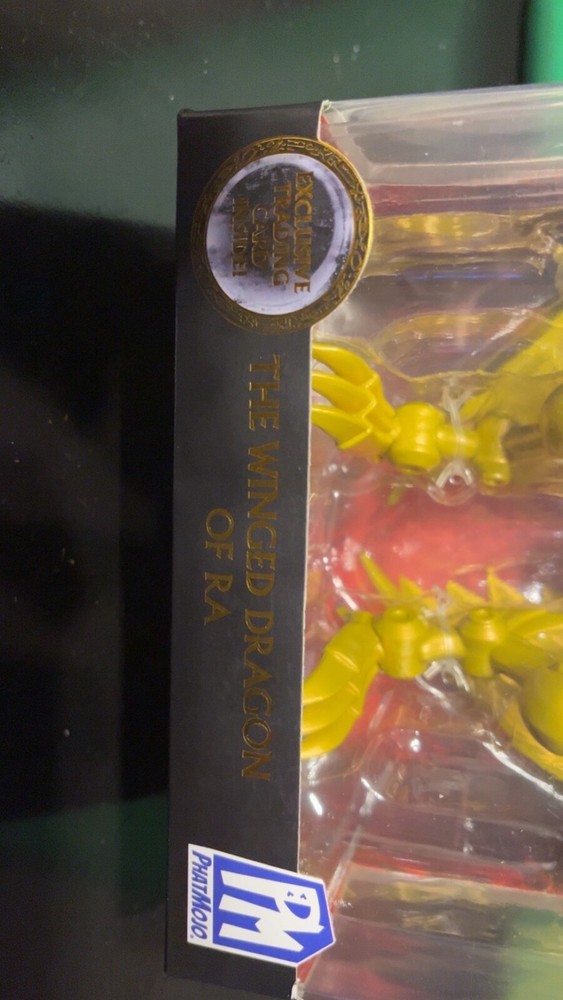 EXCLUSIVE
TRADING
CARD
INSIDE!
THE WINGED DRAGON
OF RA
PM
PHATMOJO.